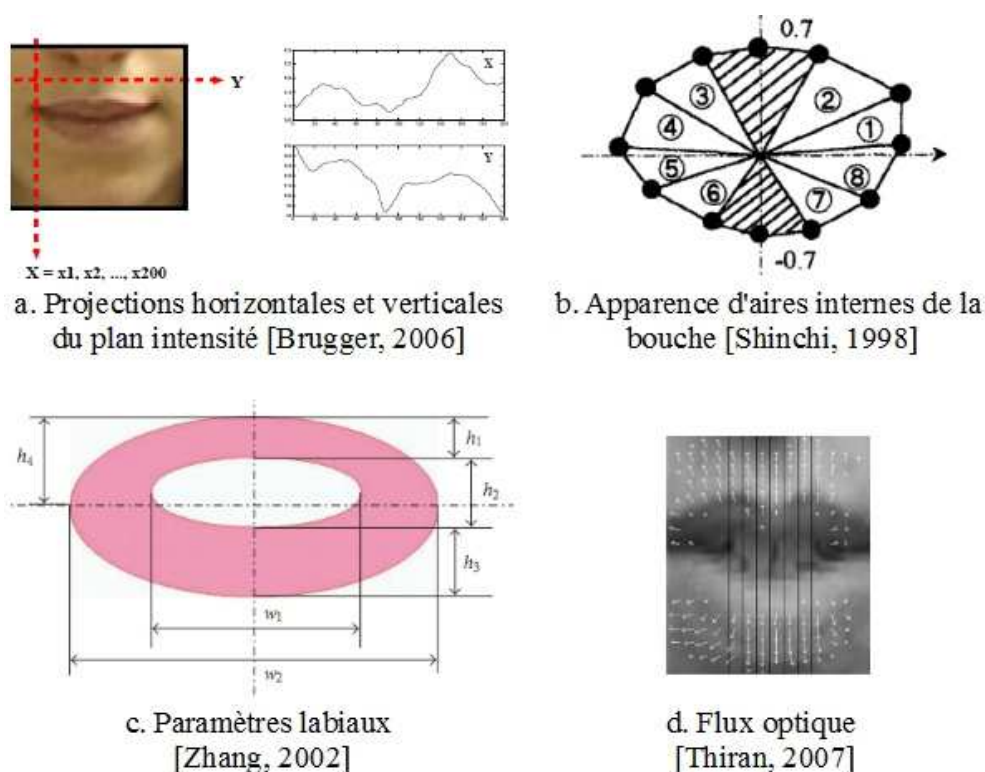 Y
X = x1, x2, ..., x200
X
Y
a. Projections horizontales et verticales
du plan intensité [Brugger, 2006]
0.7
③
②
④
①
⑤
⑧
⑥
⑦
-0.7
b. Apparence d'aires internes de la
bouche [Shinchi, 1998]
h4
h1
h2
h3
w1
w2
c. Paramètres labiaux
[Zhang, 2002]
d. Flux optique
[Thiran, 2007]